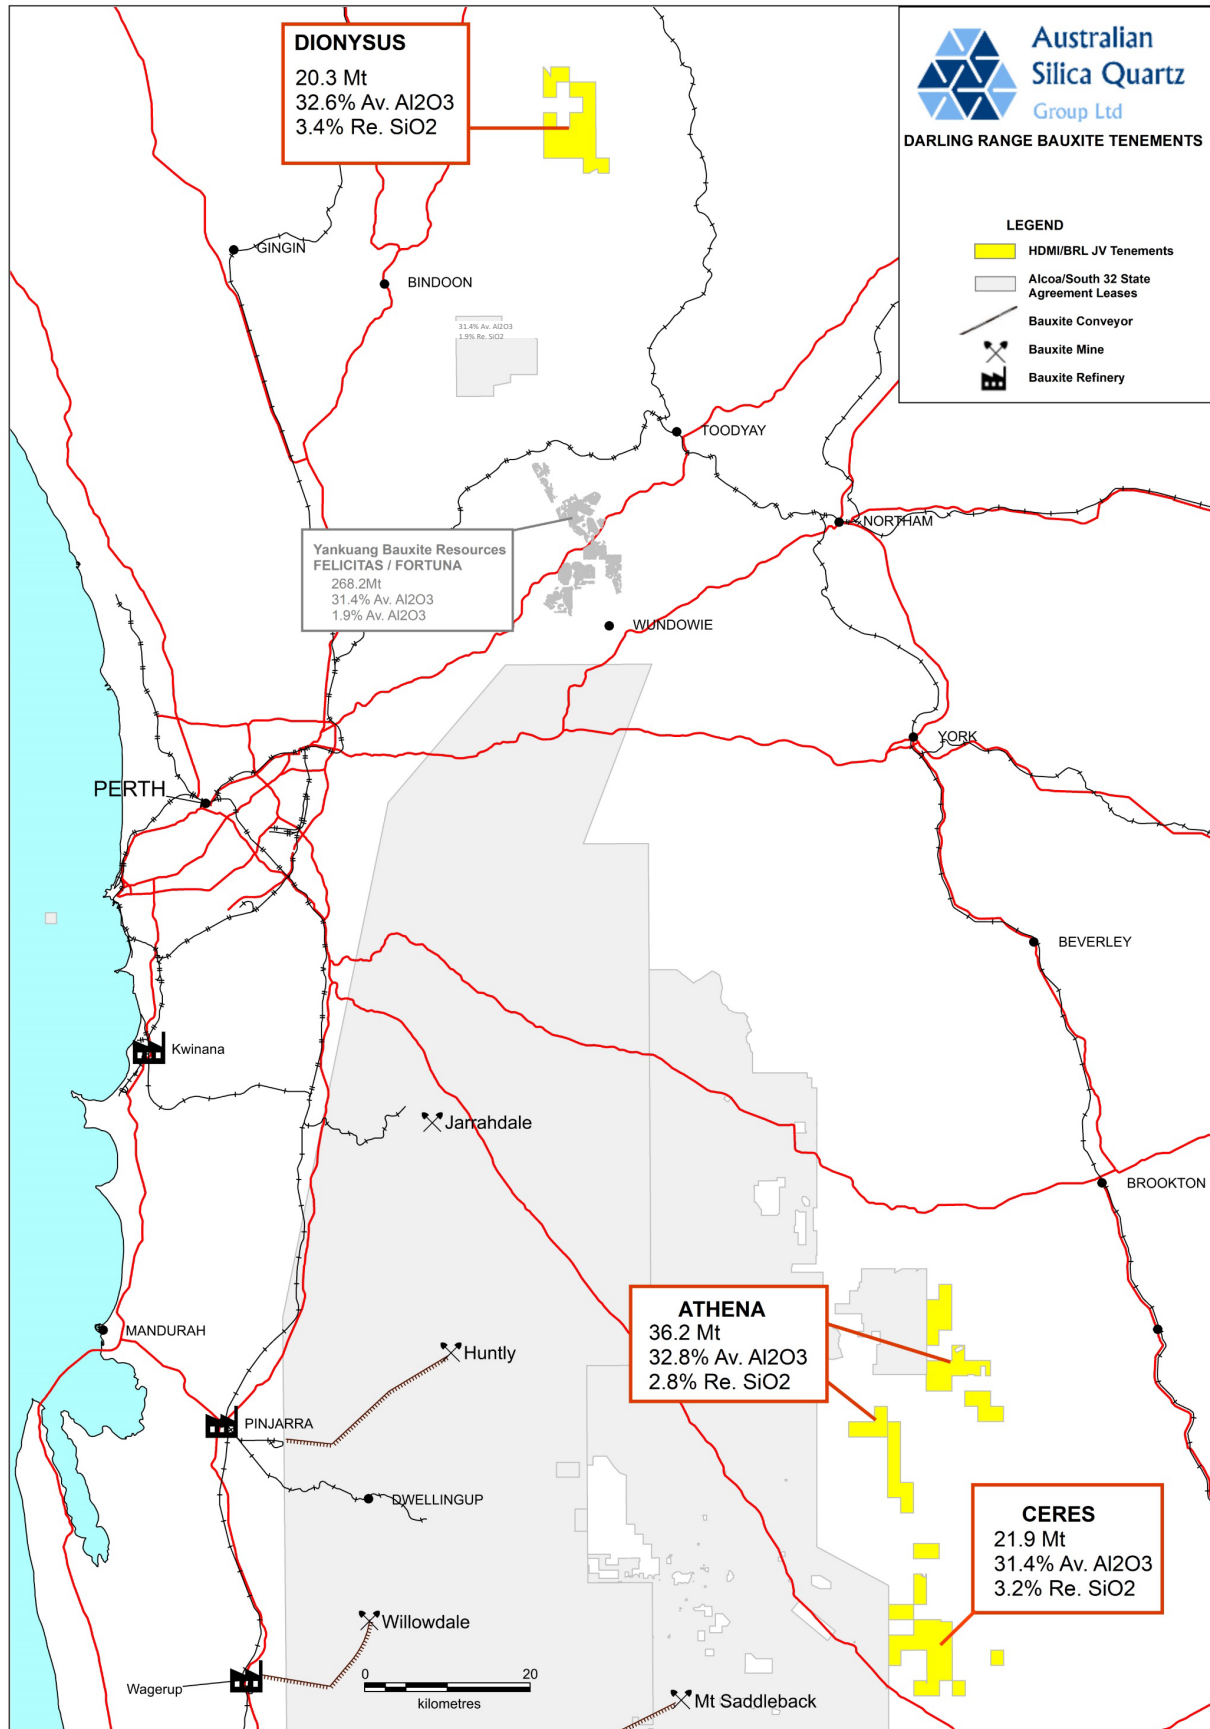 DIONYSUS
20.3 Mt
32.6% Av. Al2O3
3.4% Re. SiO2
Australian
Silica Quartz
Group Ltd
DARLING RANGE BAUXITE TENEMENTS
LEGEND
HDMI/BRL JV Tenements
Alcoa/South 32 State
Agreement Leases
Bauxite Conveyor
Bauxite Mine
Bauxite Refinery
GINGIN
BINDOON
31.4% Av. Al2O3
1.9% Re. SiO2
TOODYAY
NORTHAM
Yankuang Bauxite Resources
FELICITAS / FORTUNA
268.2Mt
31.4% Av. Al2O3
1.9% Av. Al2O3
WUNDOWIE
YORK
PERTH
BEVERLEY
Kwinana
Jarrahdale
BROOKTON
ATHENA
36.2 Mt
32.8% Av. Al2O3
2.8% Re. SiO2
MANDURAH
Huntly
PINJARRA
DWELLINGUP
CERES
21.9 Mt
31.4% Av. Al2O3
3.2% Re. SiO2
Willowdale
Wagerup
0 20
kilometres
Mt Saddleback